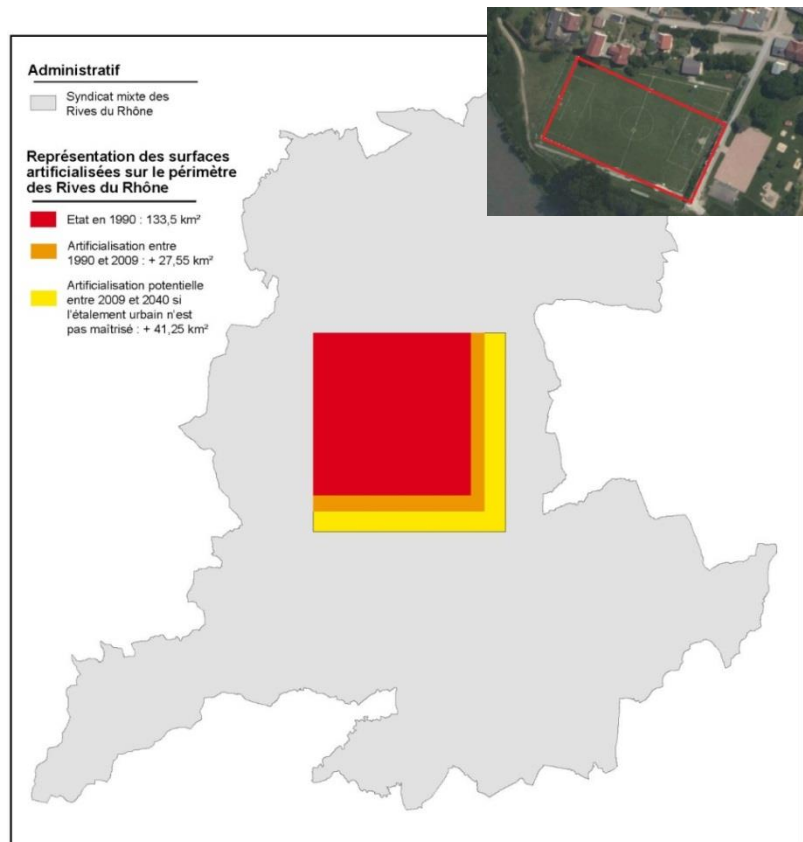 Administratif
Syndicat mixte des
Rives du Rhône
Représentation des surfaces
artificialisées sur le périmètre
des Rives du Rhône
Etat en 1990 : 133,5 km²
Artificialisation entre
1990 et 2009 : + 27,55 km²
Artificialisation potentielle
entre 2009 et 2040 si
l'étalement urbain n'est
pas maîtrisé : + 41,25 km²